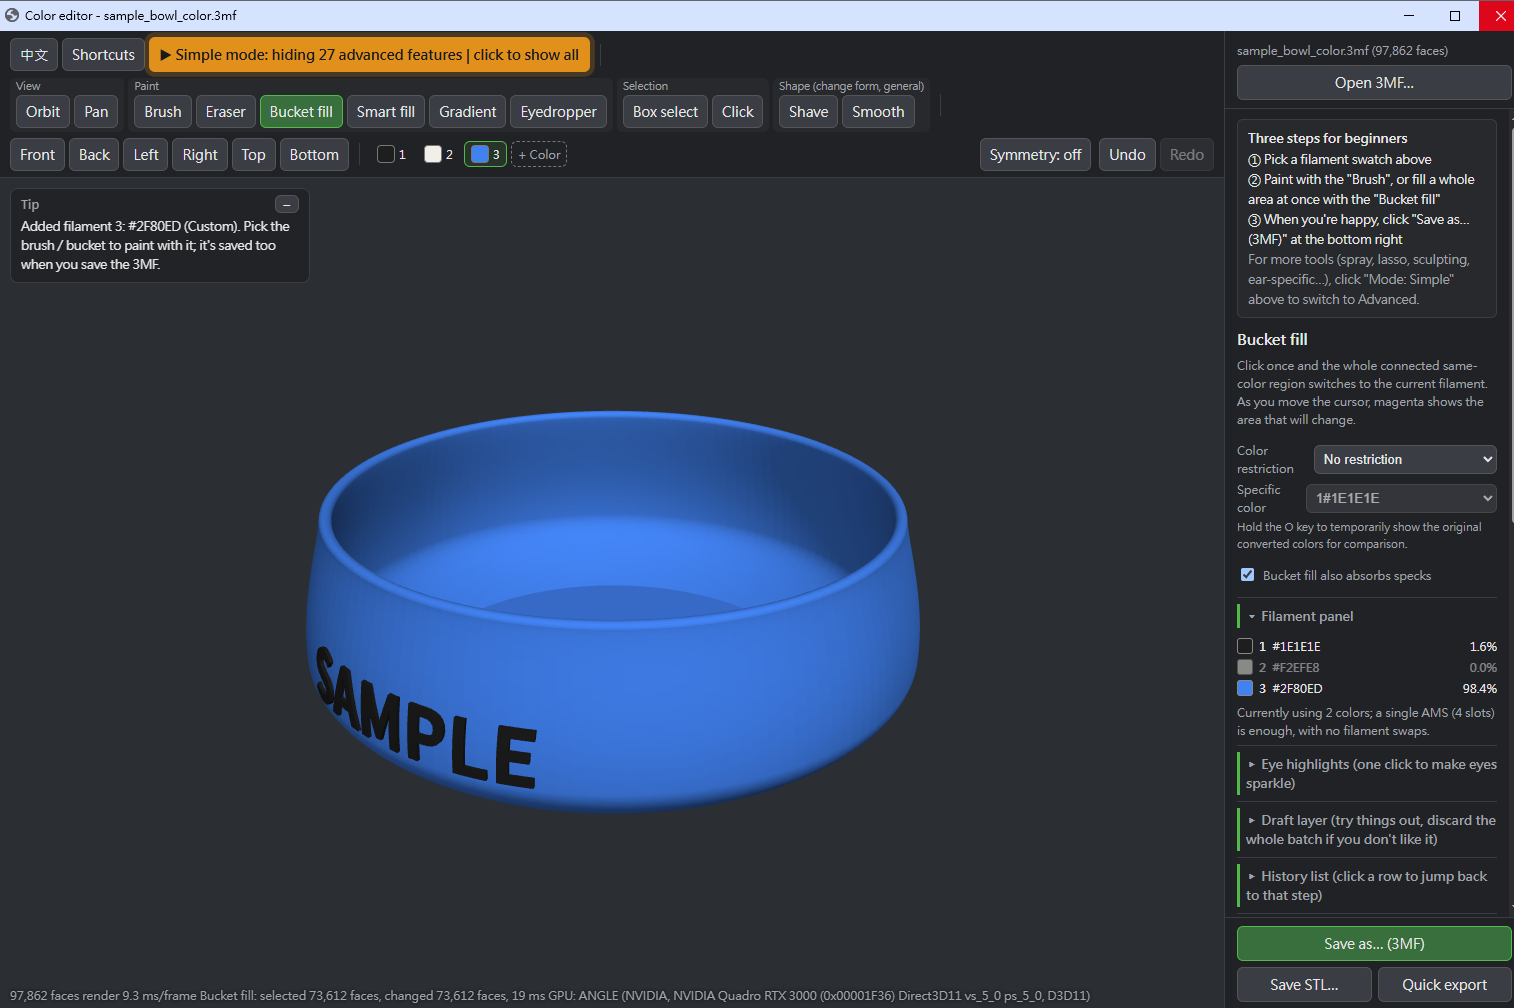 Color editor - sample_bowl_color.3mf
中文 Shortcuts ▶ Simple mode: hiding 27 advanced features | click to show all
View Paint Selection Shape (change form, general)
Orbit Pan Brush Eraser Bucket fill Smart fill Gradient Eyedropper Box select Click Shave Smooth
Front Back Left Right Top Bottom 1 2 3 + Color Symmetry: off Undo Redo
Tip
Added filament 3: #2F80ED (Custom). Pick the
brush / bucket to paint with it; it's saved too
when you save the 3MF.
SAMPLE
97,862 faces render 9.3 ms/frame Bucket fill: selected 73,612 faces, changed 73,612 faces, 19 ms GPU: ANGLE (NVIDIA, NVIDIA Quadro RTX 3000 (0x00001F36) Direct3D11 vs_5_0 ps_5_0, D3D11)
sample_bowl_color.3mf (97,862 faces)
Open 3MF...
Three steps for beginners
① Pick a filament swatch above
② Paint with the "Brush", or fill a whole
area at once with the "Bucket fill"
③ When you're happy, click "Save as...
(3MF)" at the bottom right
For more tools (spray, lasso, sculpting,
ear-specific...), click "Mode: Simple"
above to switch to Advanced.
Bucket fill
Click once and the whole connected same-
color region switches to the current filament.
As you move the cursor, magenta shows the
area that will change.
Color
restriction
No restriction
Specific
color
1#1E1E1E
Hold the O key to temporarily show the original
converted colors for comparison.
Bucket fill also absorbs specks
Filament panel
1 #1E1E1E 1.6%
2 #F2EFE8 0.0%
3 #2F80ED 98.4%
Currently using 2 colors; a single AMS (4 slots)
is enough, with no filament swaps.
Eye highlights (one click to make eyes
sparkle)
Draft layer (try things out, discard the
whole batch if you don't like it)
History list (click a row to jump back
to that step)
Save as... (3MF)
Save STL... Quick export